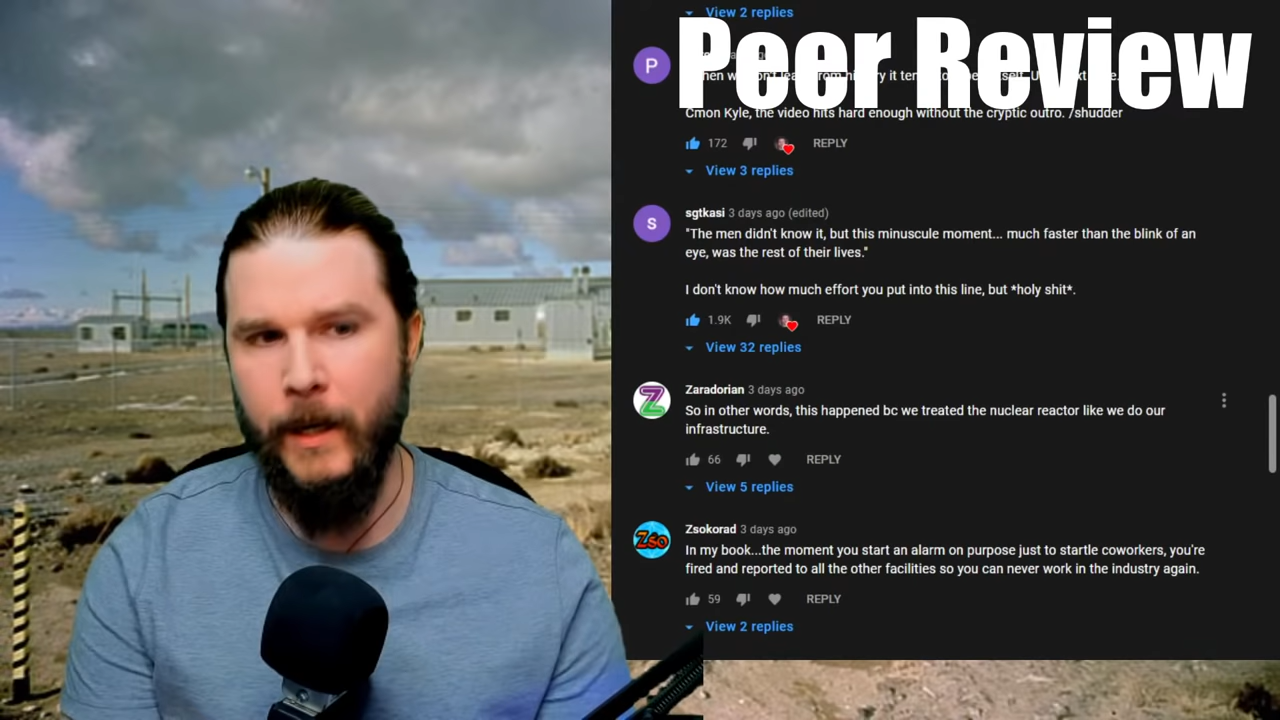 View 2 replies
Peer Review
P
Cmon Kyle, the video hits hard enough without the cryptic outro. /shudder
172
REPLY
View 3 replies
S
sgtkasi 3 days ago (edited)
"The men didn't know it, but this minuscule moment... much faster than the blink of an
eye, was the rest of their lives."
I don't know how much effort you put into this line, but *holy shit*.
1.9K
REPLY
View 32 replies
Z
Zaradorian 3 days ago
So in other words, this happened bc we treated the nuclear reactor like we do our
infrastructure.
66
REPLY
View 5 replies
Zso
Zsokorad 3 days ago
In my book...the moment you start an alarm on purpose just to startle coworkers, you're
fired and reported to all the other facilities so you can never work in the industry again.
59
REPLY
View 2 replies